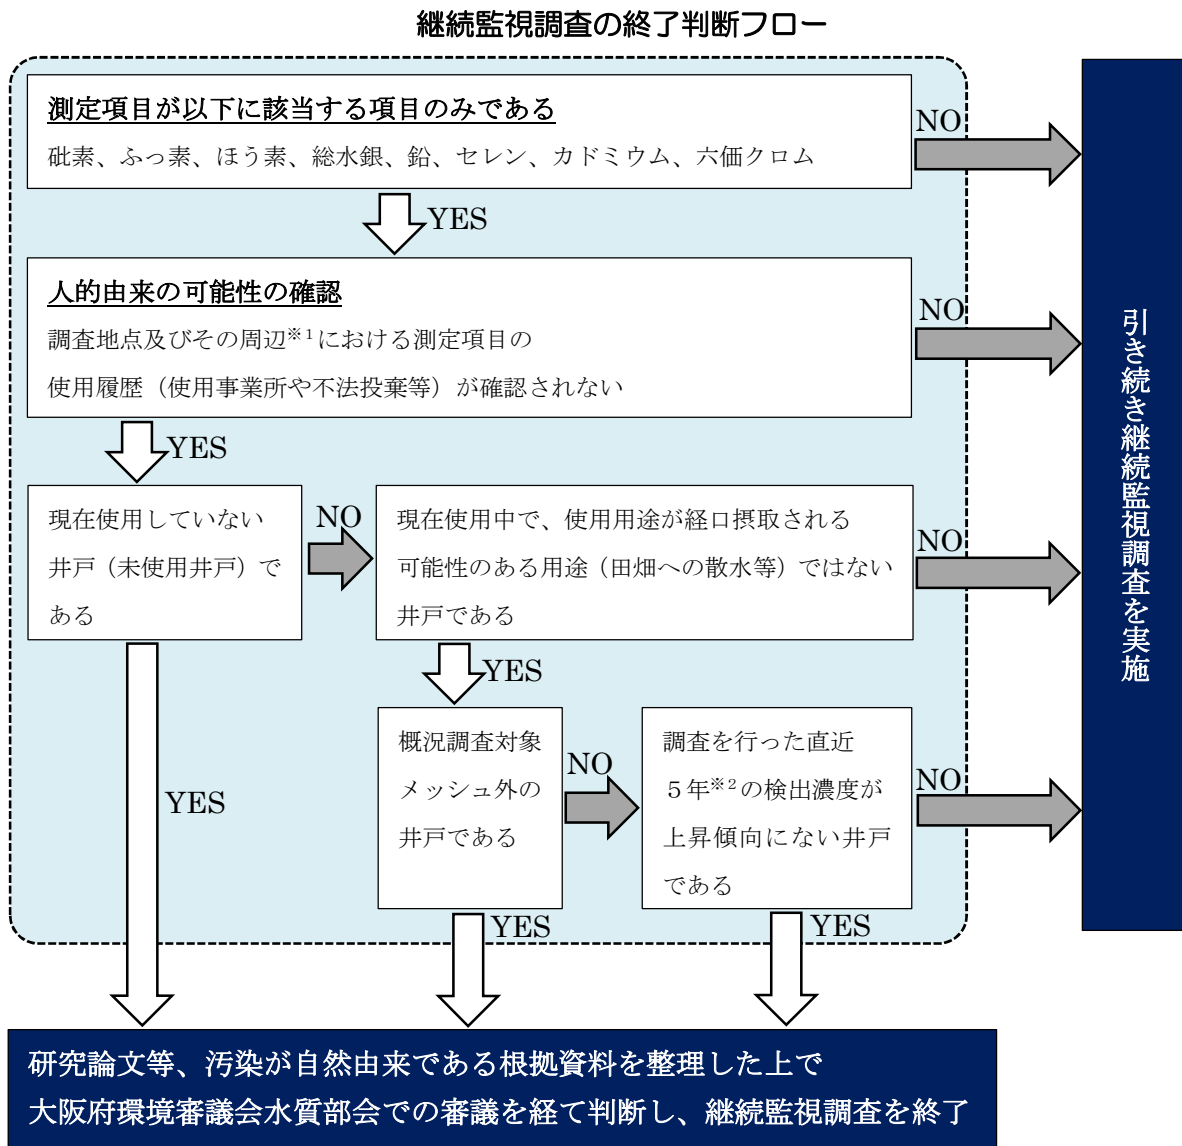 継続監視調査の終了判断フロー
測定項目が以下に該当する項目のみである
砒素、ふっ素、ほう素、総水銀、鉛、セレン、カドミウム、六価クロム
NO
YES
人的由来の可能性の確認
調査地点及びその周辺※1における測定項目の
使用履歴（使用事業所や不法投棄等）が確認されない
NO
YES
現在使用していない
井戸（未使用井戸）で
ある
NO
現在使用中で、使用用途が経口摂取される
可能性のある用途（田畑への散水等）ではない
井戸である
NO
YES
YES
概況調査対象
メッシュ外の
井戸である
NO
調査を行った直近
５年※2の検出濃度が
上昇傾向にない井戸
である
NO
YES
YES
引き続き継続監視調査を実施
研究論文等、汚染が自然由来である根拠資料を整理した上で
大阪府環境審議会水質部会での審議を経て判断し、継続監視調査を終了